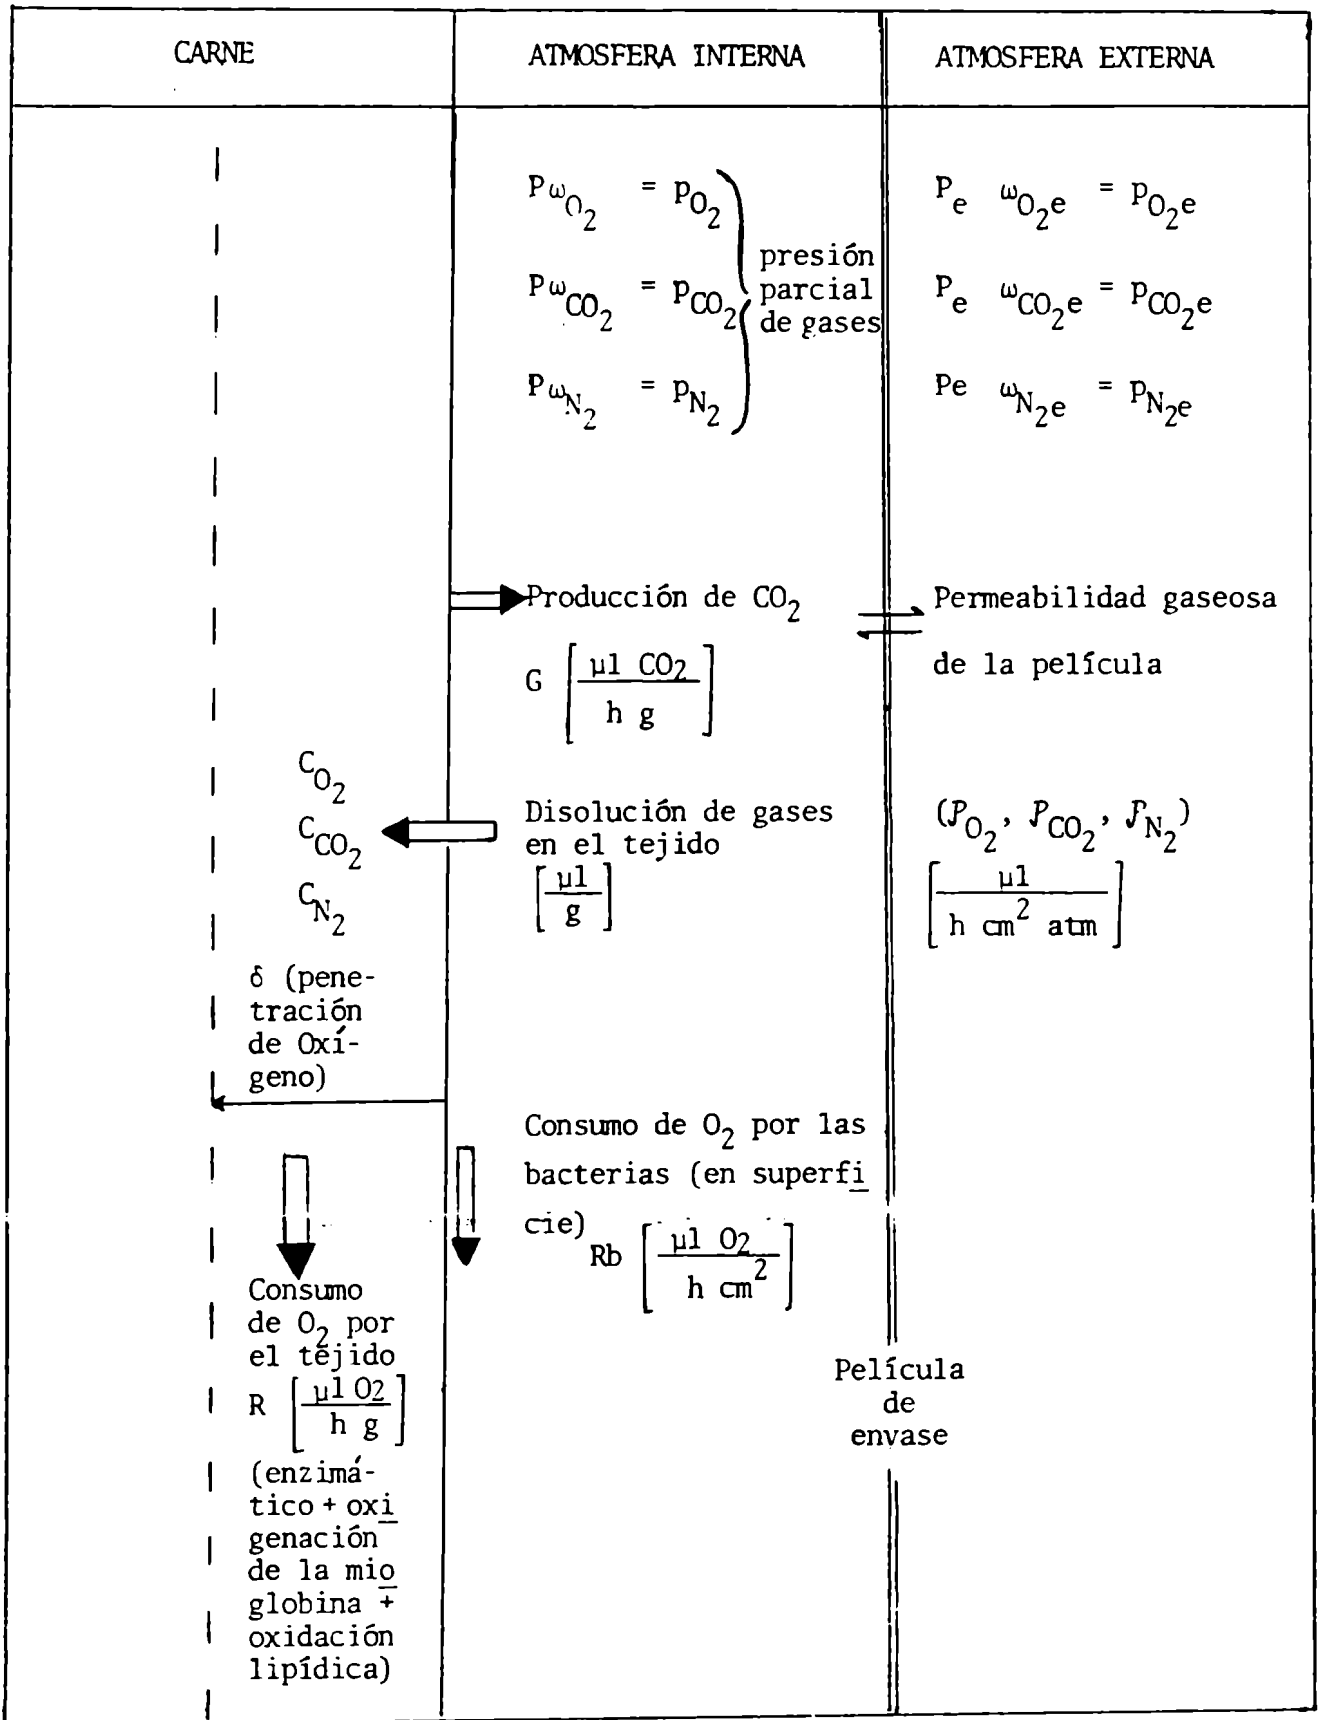 CARNE
ATMOSFERA INTERNA
ATMOSFERA EXTERNA
Pω_O₂ = p_O₂
Pω_CO₂ = p_CO₂
Pω_N₂ = p_N₂
presión
parcial
de gases
P_e ω_O₂e = p_O₂e
P_e ω_CO₂e = p_CO₂e
Pe ω_N₂e = p_N₂e
Producción de CO₂
G [µl CO₂ / h g]
Permeabilidad gaseosa
de la película
C_O₂
C_CO₂
C_N₂
Disolución de gases
en el tejido
[µl / g]
(P_O₂, P_CO₂, P_N₂)
[µl / h cm² atm]
δ (pene-
tración
de Oxí-
geno)
Consumo de O₂ por las
bacterias (en superfi
cie)
Rb [µl O₂ / h cm²]
Consumo
de O₂ por
el tejido
R [µl O₂ / h g]
(enzimá-
tico + oxi
genación
de la mio
globina +
oxidación
lipídica)
Película
de
envase